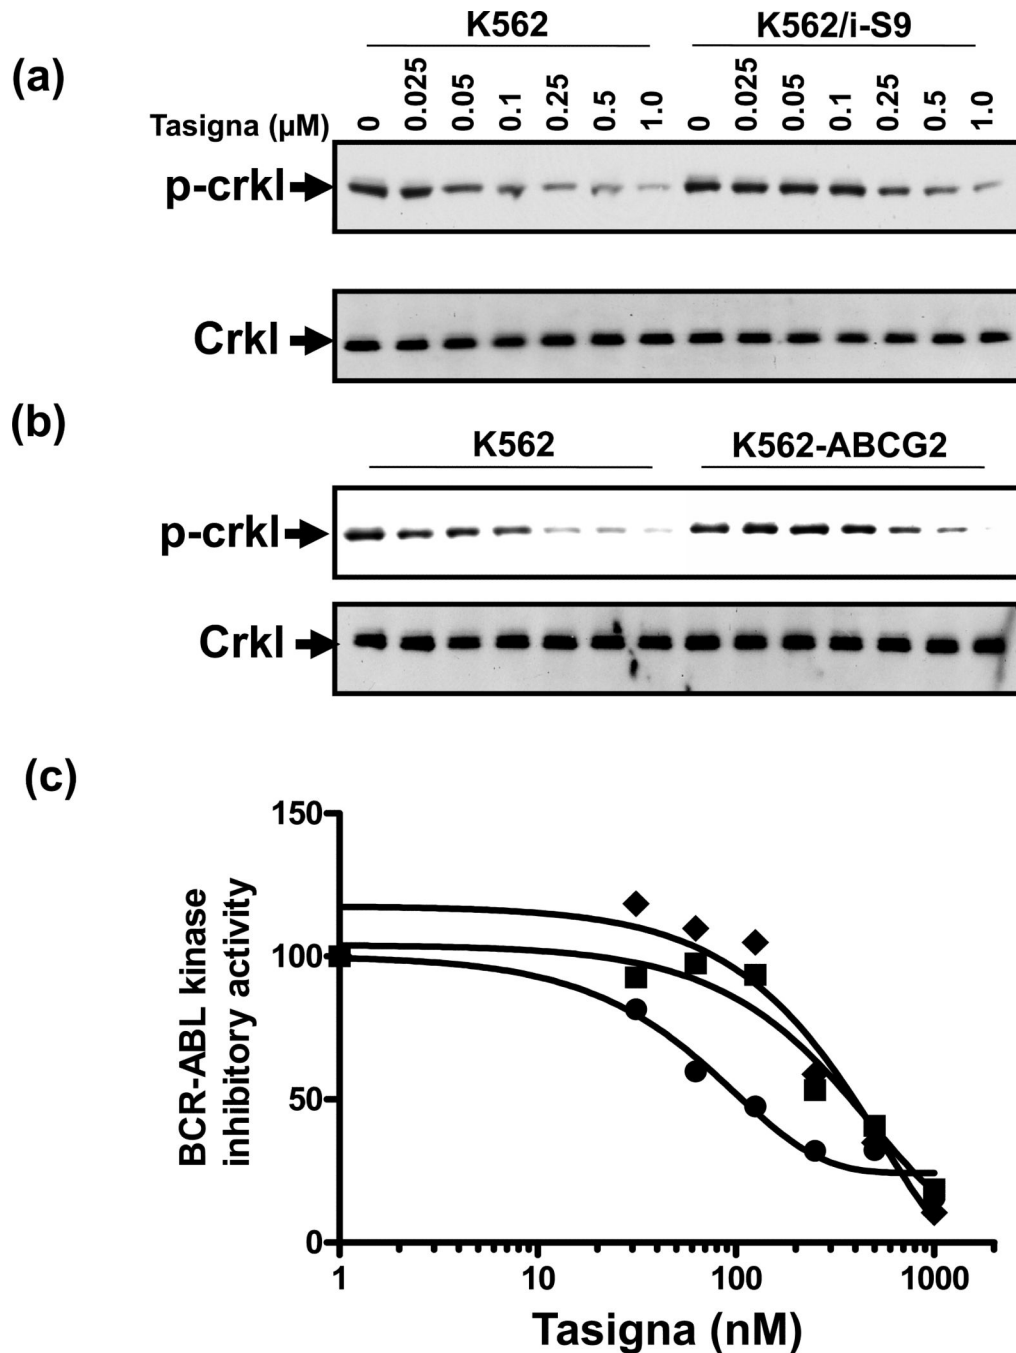 K562 K562/i-S9
(a)
Tasigna (µM) 0 0.025 0.05 0.1 0.25 0.5 1.0 0 0.025 0.05 0.1 0.25 0.5 1.0
p-crkl
Crkl
(b)
K562 K562-ABCG2
p-crkl
Crkl
(c)
BCR-ABL kinase
inhibitory activity
150
100
50
0
1 10 100 1000
Tasigna (nM)